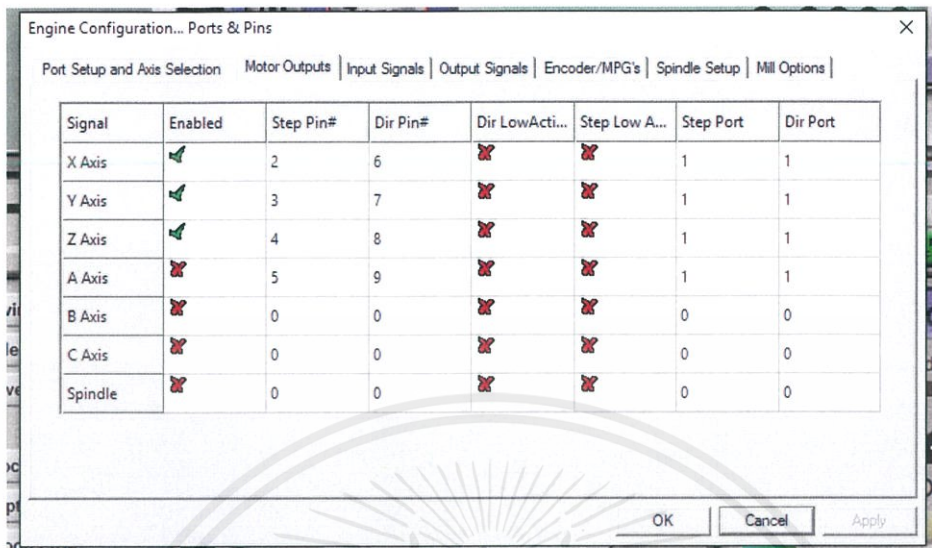 Engine Configuration... Ports & Pins
Port Setup and Axis Selection Motor Outputs Input Signals Output Signals Encoder/MPG's Spindle Setup Mill Options
Signal Enabled Step Pin# Dir Pin# Dir LowActi... Step Low A... Step Port Dir Port
X Axis 2 6 1 1
Y Axis 3 7 1 1
Z Axis 4 8 1 1
A Axis 5 9 1 1
B Axis 0 0 0 0
C Axis 0 0 0 0
Spindle 0 0 0 0
OK Cancel Apply